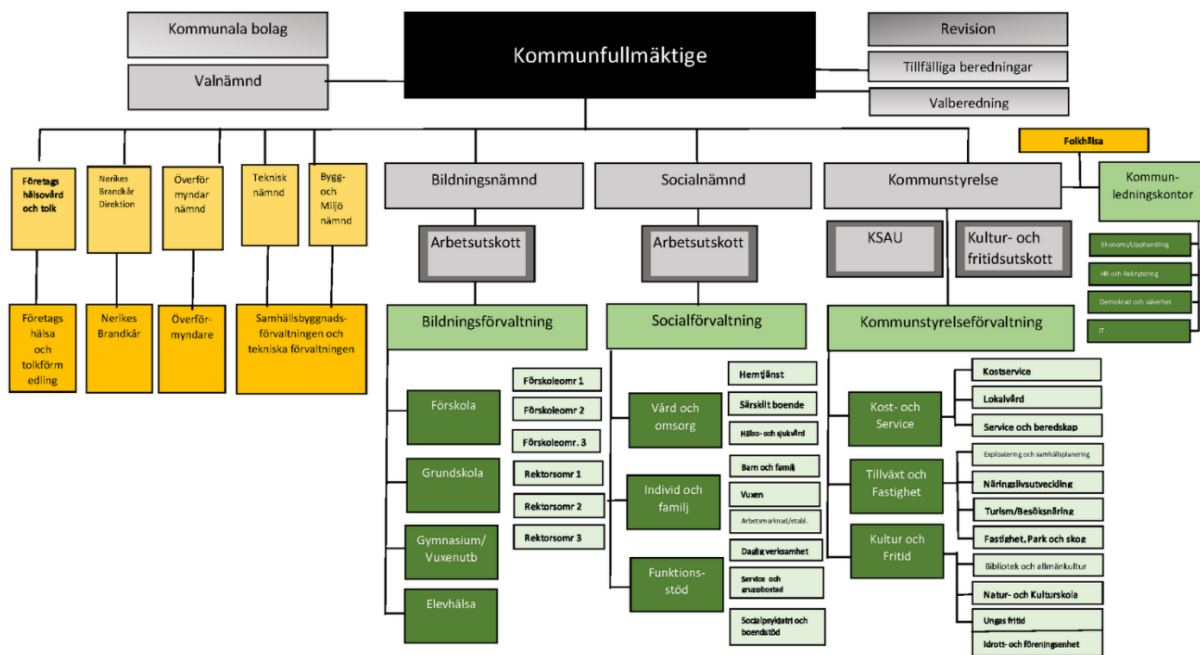 Kommunala bolag
Kommunfullmäktige
Revision
Valnämnd
Tillfälliga beredningar
Valberedning
Folkhälsa
Företags
hälsovård
och tolk
Nerikes
Brandkår
Direktion
Överför
myndar
nämnd
Teknisk
nämnd
Bygg-
och
Miljö
nämnd
Bildningsnämnd
Socialnämnd
Kommunstyrelse
Kommun-
ledningskontor
Arbetsutskott
Arbetsutskott
KSAU
Kultur- och
fritidsutskott
Ekonomi/Upphandling
HR och Rekrytering
Demokrati och säkerhet
IT
Företags
hälsa
och
tolkförm
edling
Nerikes
Brandkår
Överför-
myndare
Samhällsbyggnads-
förvaltningen och
tekniska förvaltningen
Bildningsförvaltning
Socialförvaltning
Kommunstyrelseförvaltning
Förskola
Grundskola
Gymnasium/
Vuxenutb
Elevhälsa
Förskoleomr 1
Förskoleomr 2
Förskoleomr. 3
Rektorsomr 1
Rektorsomr 2
Rektorsomr 3
Vård och
omsorg
Individ och
familj
Funktions-
stöd
Hemtjänst
Särskilt boende
Hälso- och sjukvård
Barn och familj
Vuxen
Arbetsmarknad/etabl.
Daglig verksamhet
Service och
gruppbostad
Socialpsykiatri och
boendstöd
Kost- och
Service
Tillväxt och
Fastighet
Kultur och
Fritid
Kostservice
Lokalvård
Service och beredskap
Exploatering och samhällsplanering
Näringslivsutveckling
Turism/Besöksnäring
Fastighet, Park och skog
Bibliotek och allmänkultur
Natur- och Kulturskola
Ungas fritid
Idrott- och föreningsenhet